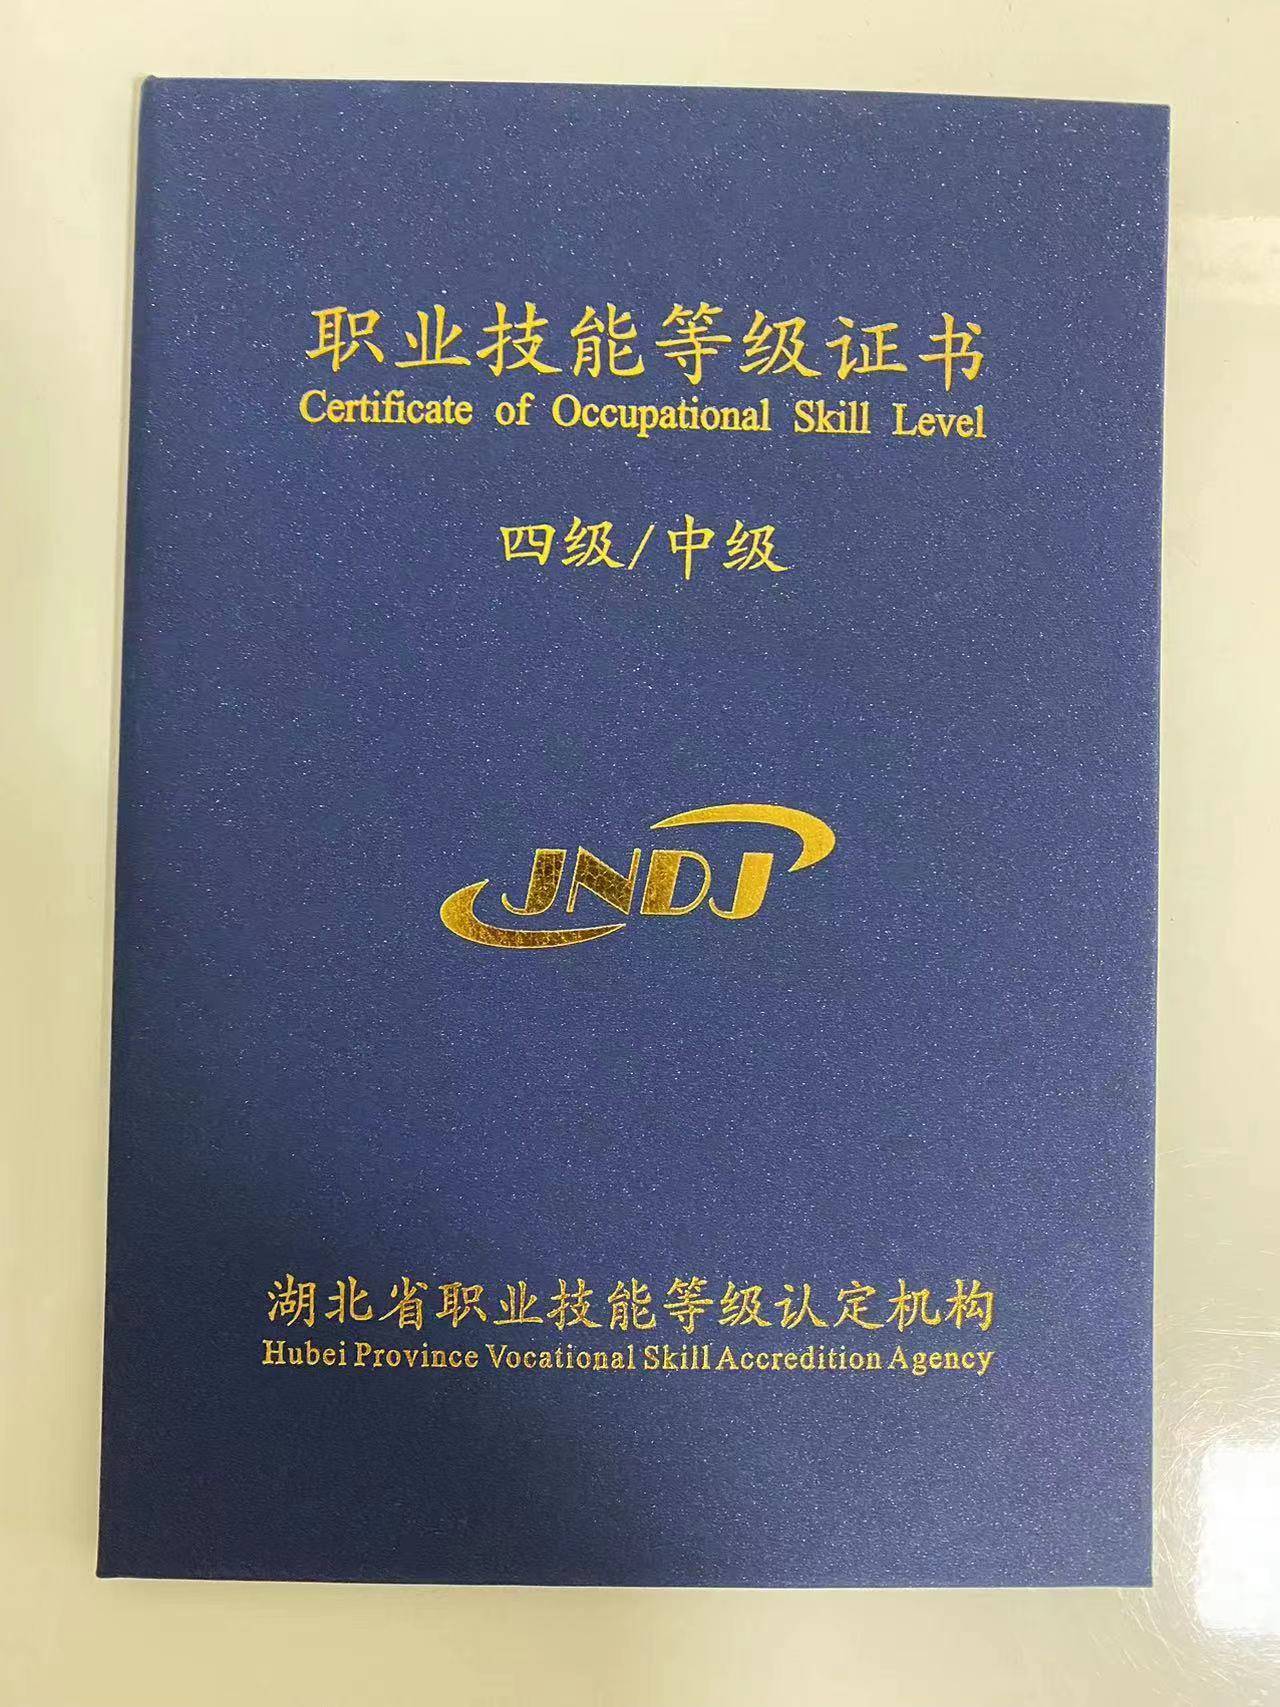 职业技能等级证书
Certificate of Occupational Skill Level
四级/中级
JNDJ
湖北省职业技能等级认定机构
Hubei Province Vocational Skill Accredition Agency